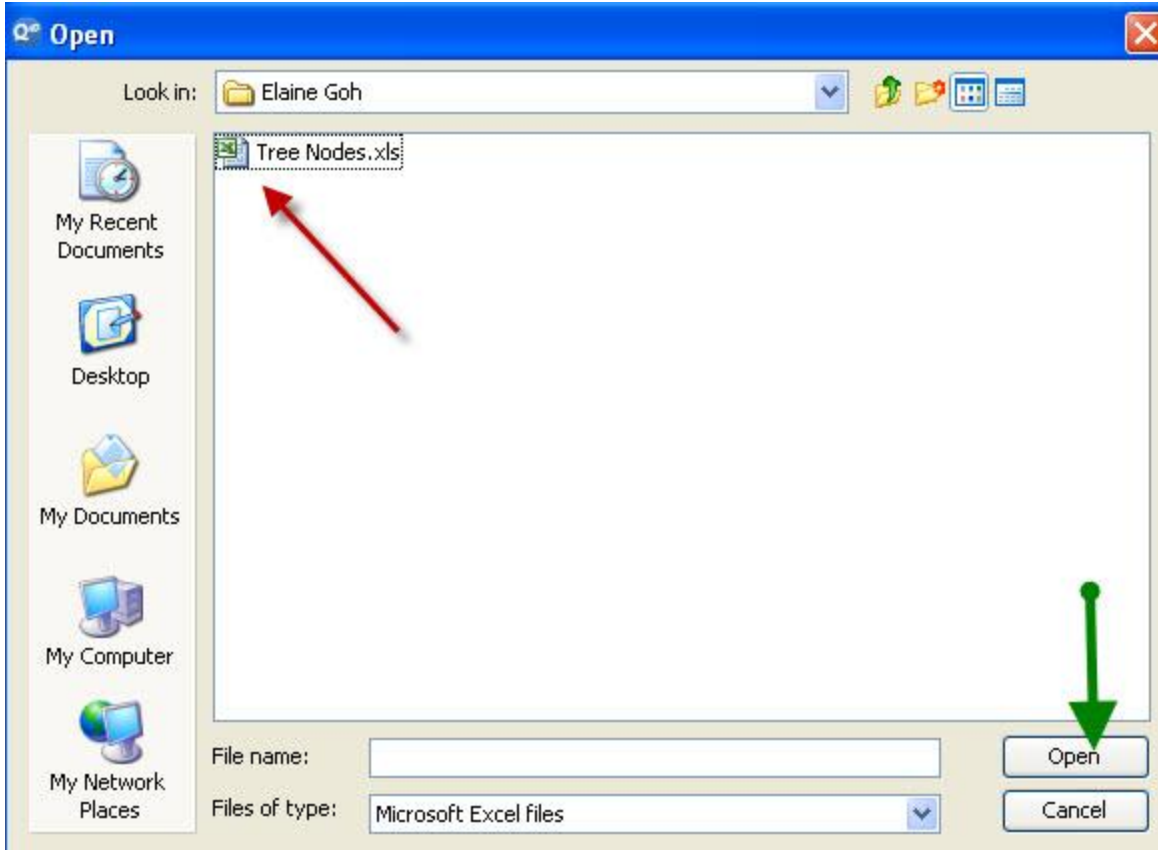 Open
Look in:
Elaine Goh
Tree Nodes.xls
My Recent
Documents
Desktop
My Documents
My Computer
My Network
Places
File name:
Open
Files of type:
Microsoft Excel files
Cancel